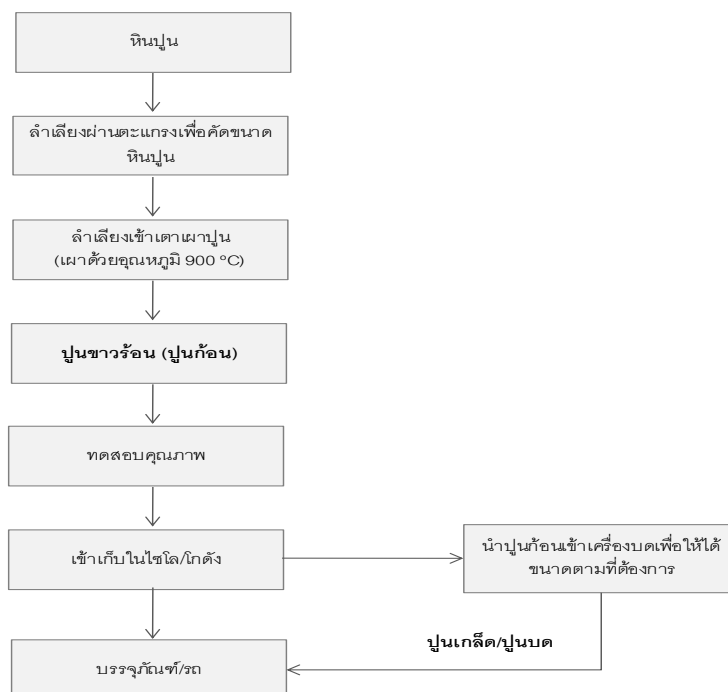 หินปูน
ลำเลียงผ่านตะแกรงเพื่อคัดขนาด
หินปูน
ลำเลียงเข้าเตาเผาปูน
(เผาด้วยอุณหภูมิ 900 °C)
ปูนขาวร้อน (ปูนก้อน)
ทดสอบคุณภาพ
เข้าเก็บในไซโล/โกดัง
นำปูนก้อนเข้าเครื่องบดเพื่อให้ได้
ขนาดตามที่ต้องการ
ปูนเกล็ด/ปูนบด
บรรจุภัณฑ์/รถ